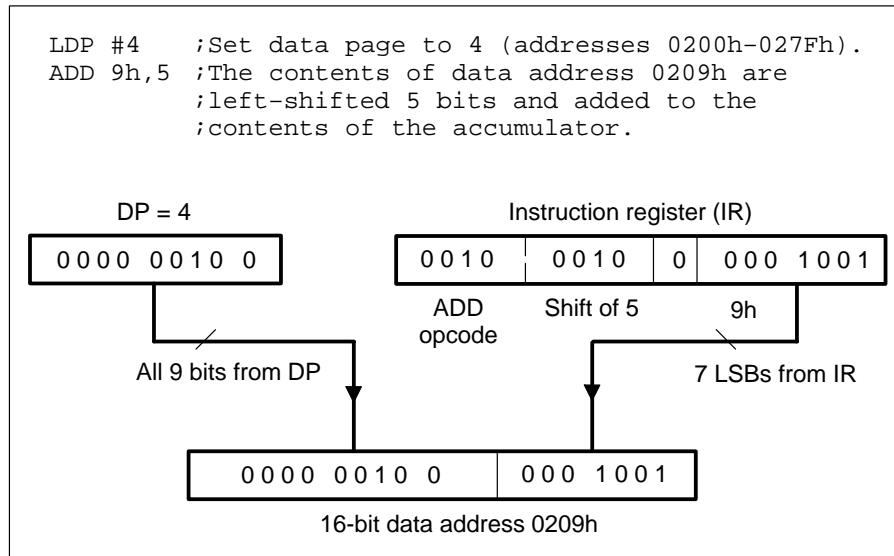 LDP #4 ;Set data page to 4 (addresses 0200h–027Fh).
ADD 9h,5 ;The contents of data address 0209h are
;left–shifted 5 bits and added to the
;contents of the accumulator.
DP = 4
Instruction register (IR)
0000 0010 0
0010 0010 0 000 1001
ADD opcode
Shift of 5
9h
All 9 bits from DP
7 LSBs from IR
0000 0010 0 000 1001
16-bit data address 0209h